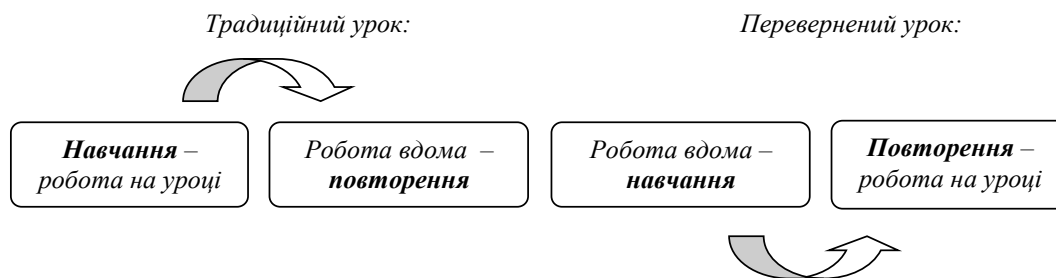 Традиційний урок:
Перевернений урок:
Навчання –
робота на уроці
Робота вдома –
повторення
Робота вдома –
навчання
Повторення –
робота на уроці